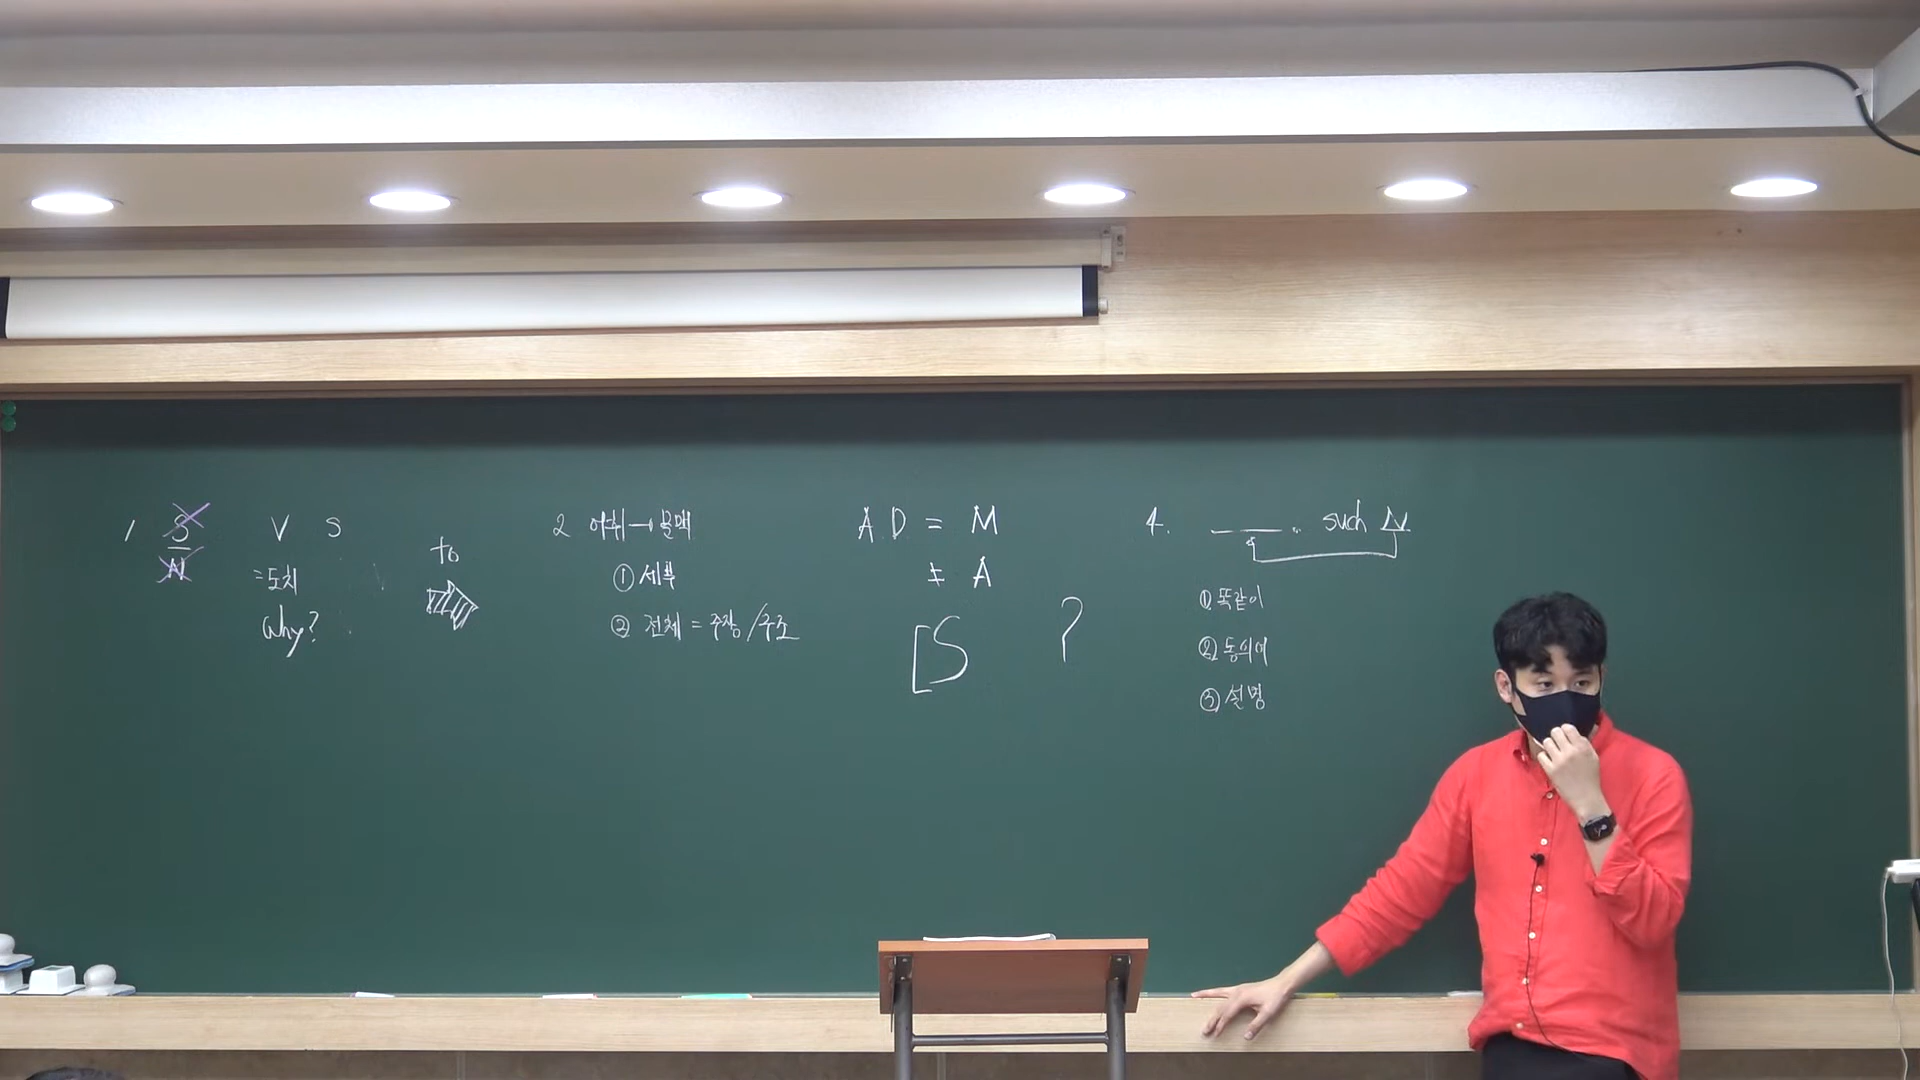 1 S V S
N
=도치
Why?
to
2 어휘 → 문맥
① 세부
② 전체 = 주장 / 구조
A.D = M
≠ A
[S ?
4. such N
① 똑같이
② 동의어
③ 설명